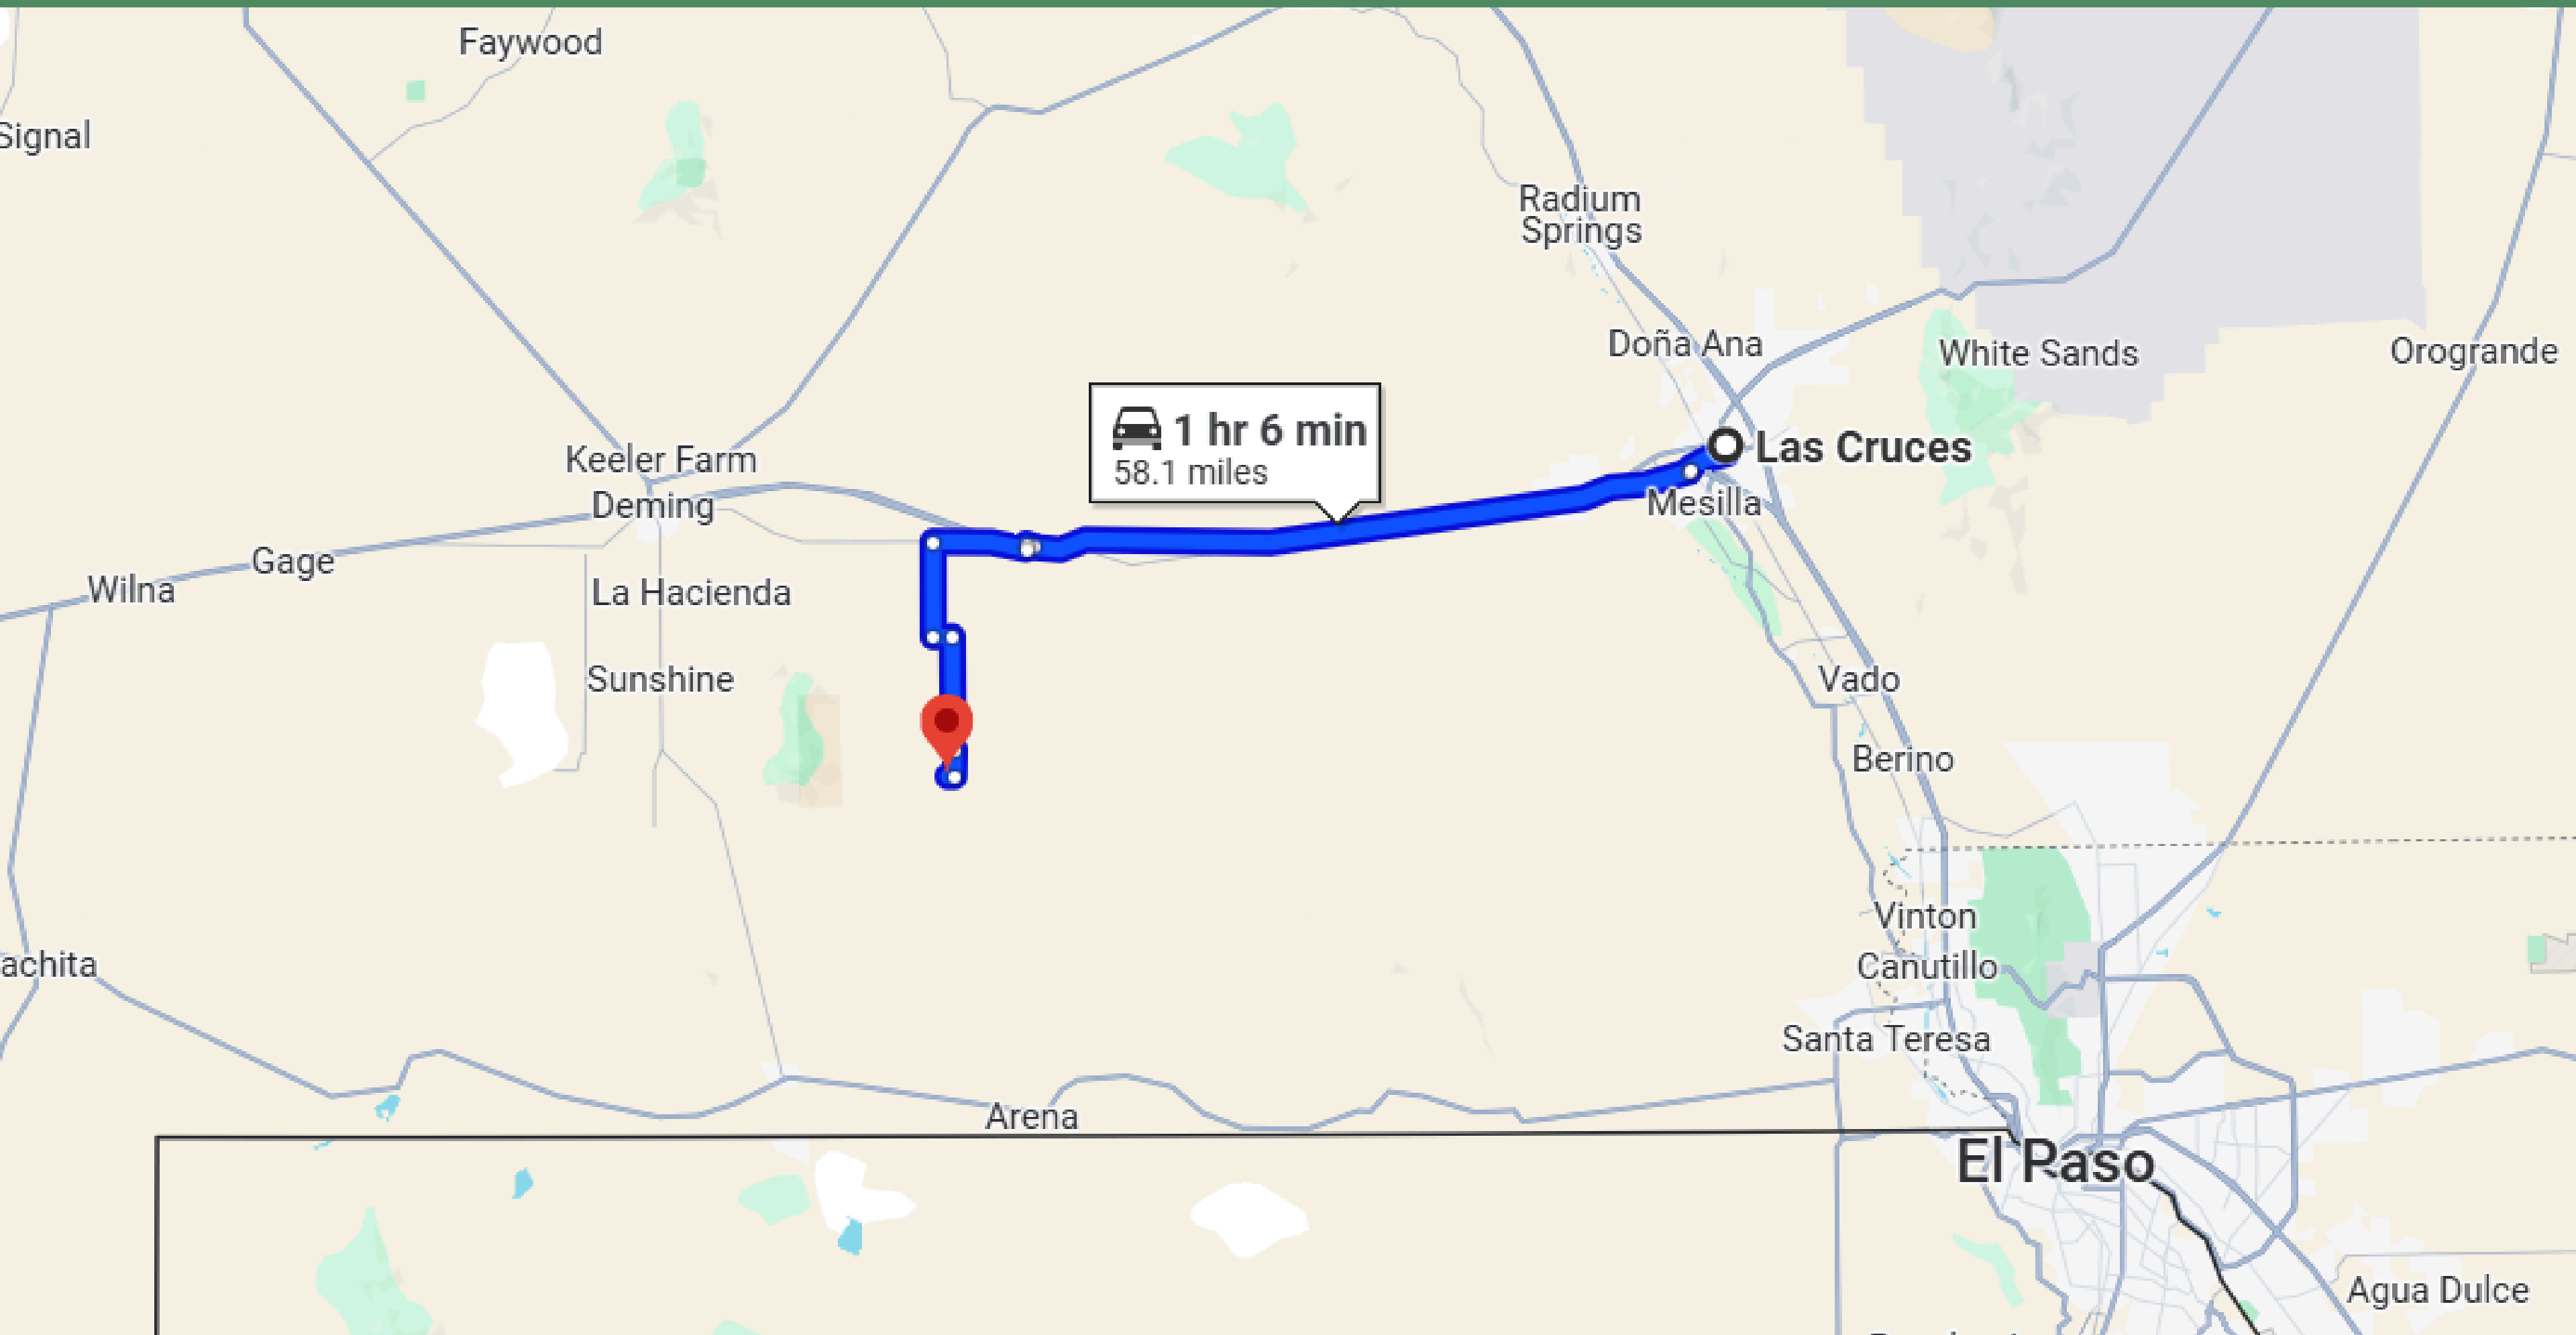 Faywood
Signal
Radium
Springs
Doña Ana
White Sands
Orogrande
1 hr 6 min
58.1 miles
Las Cruces
Keeler Farm
Deming
Mesilla
Gage
Wilna
La Hacienda
Sunshine
Vado
Berino
Vinton
achita
Canutillo
Santa Teresa
Arena
El Paso
Agua Dulce